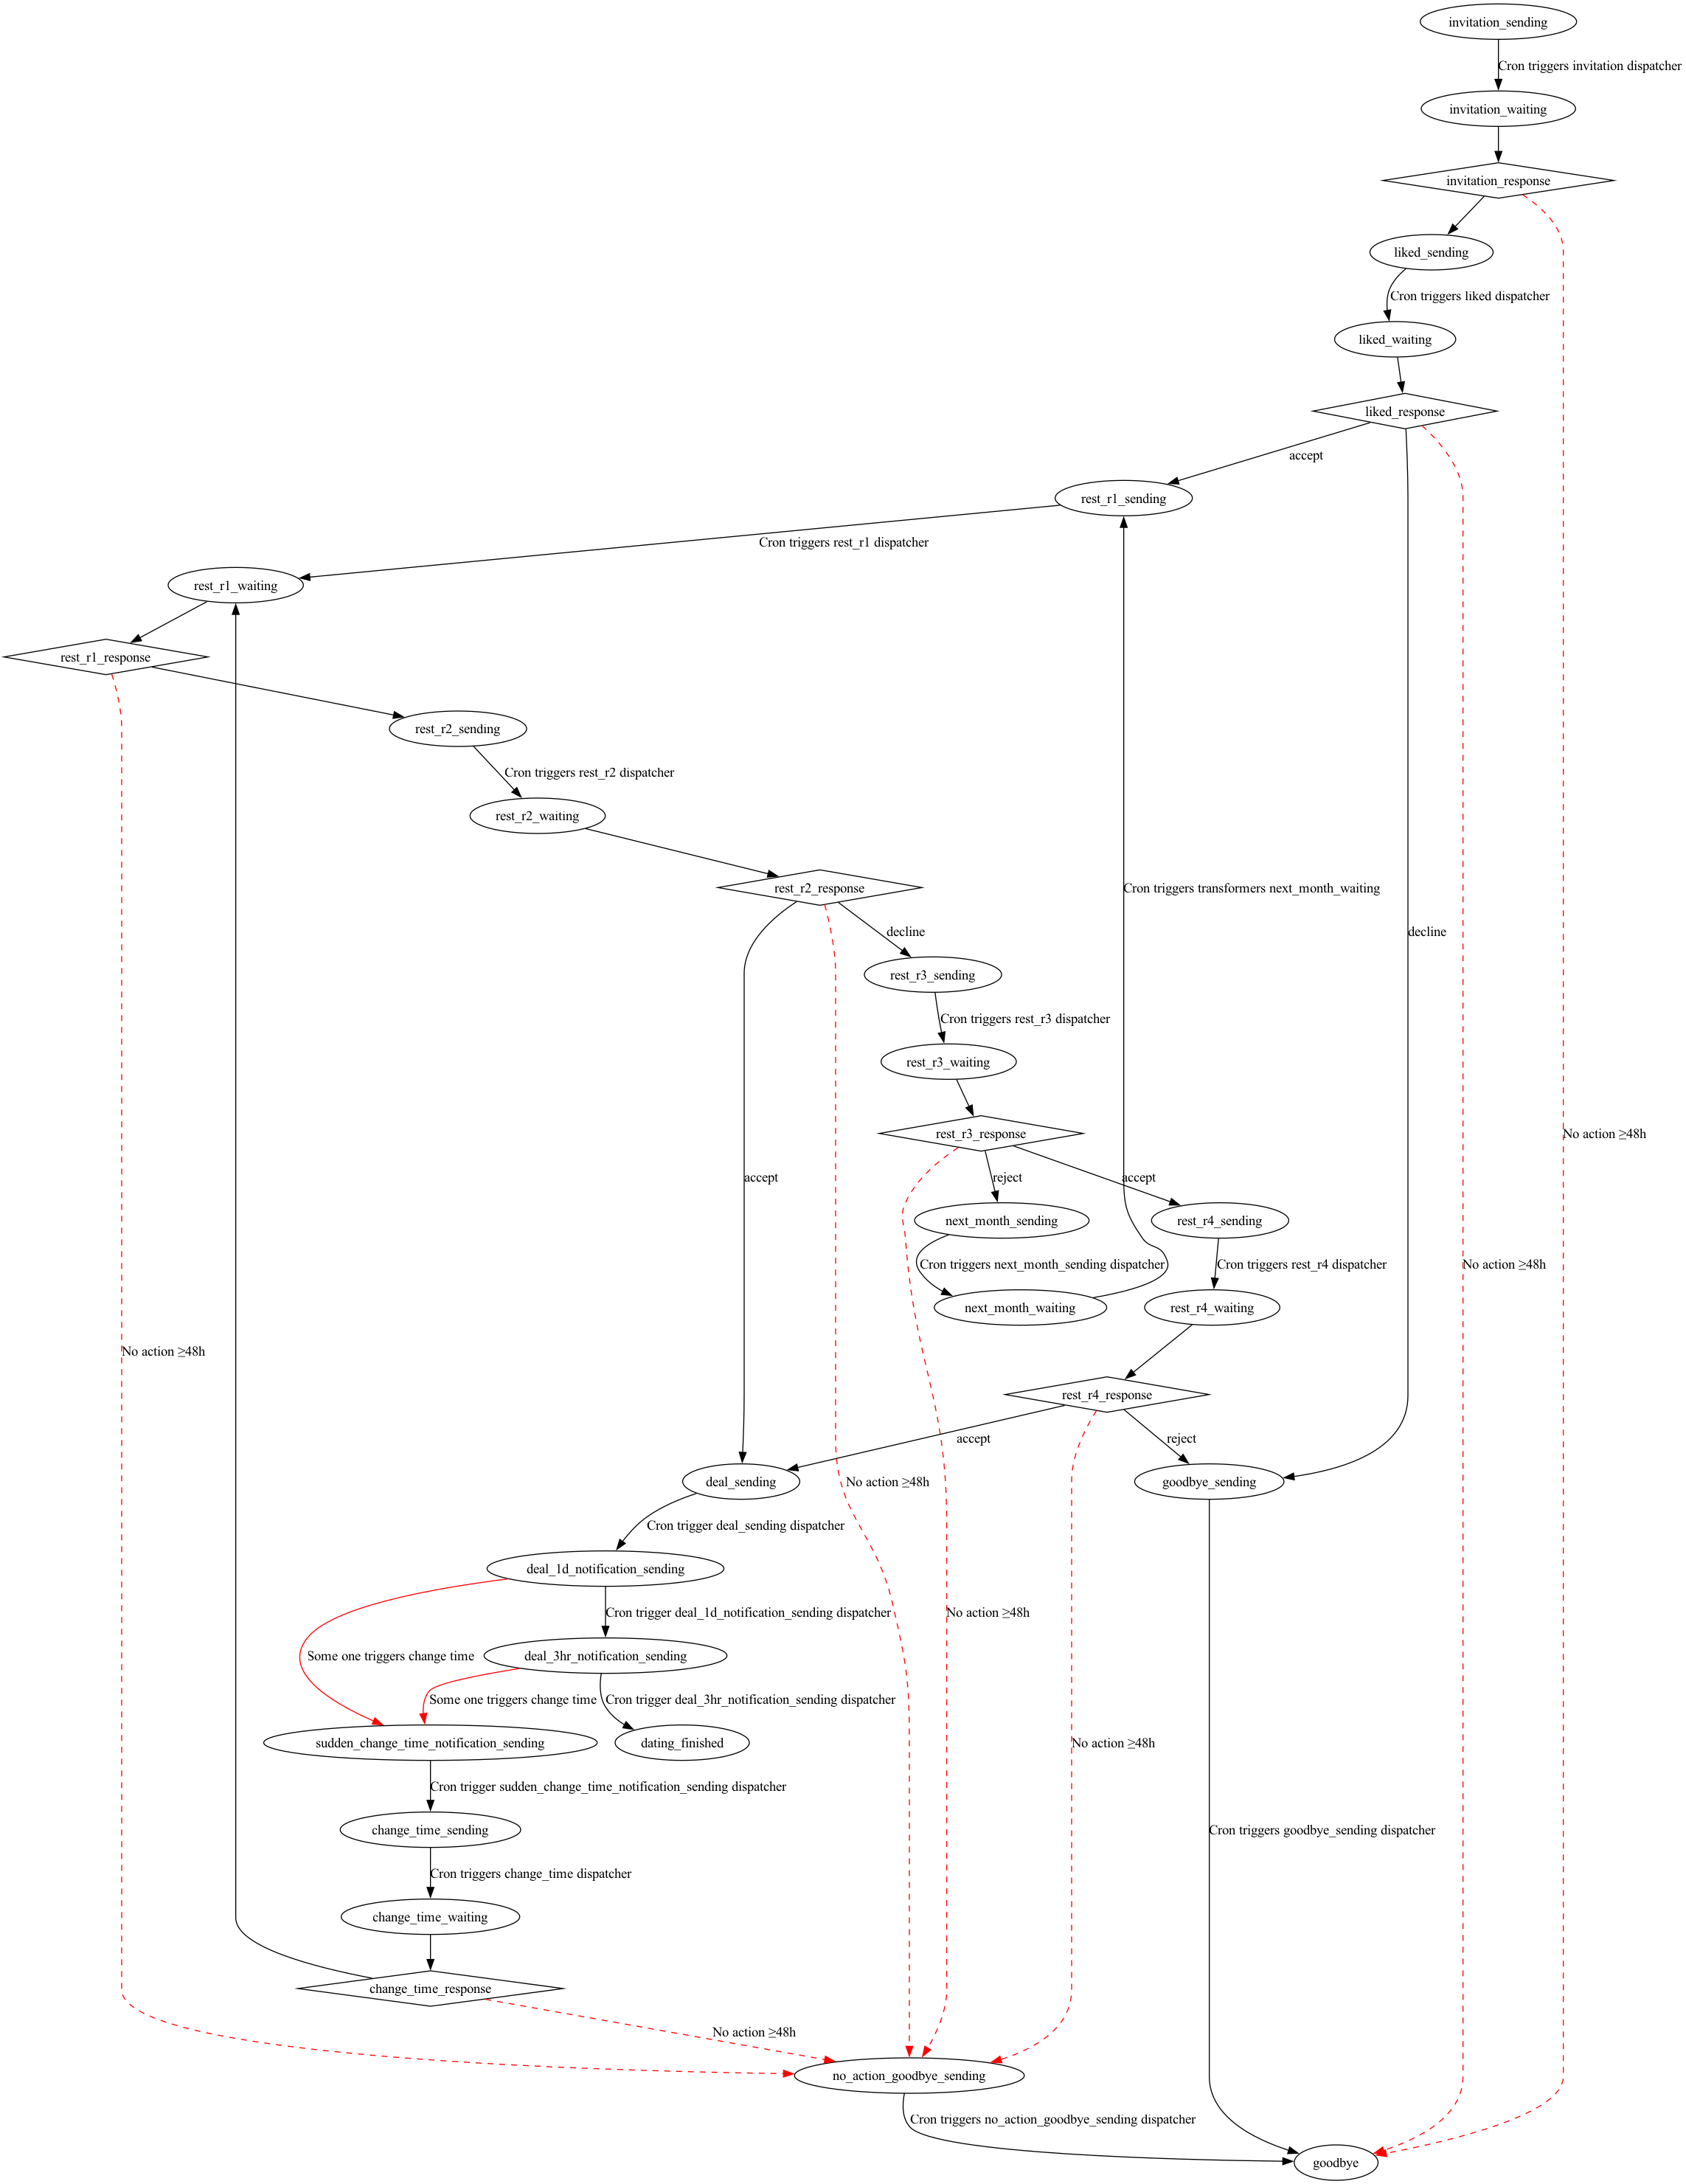 invitation_sending
Cron triggers invitation dispatcher
invitation_waiting
invitation_response
liked_sending
Cron triggers liked dispatcher
liked_waiting
liked_response
accept
rest_r1_sending
Cron triggers rest_r1 dispatcher
rest_r1_waiting
rest_r1_response
rest_r2_sending
Cron triggers rest_r2 dispatcher
rest_r2_waiting
rest_r2_response
Cron triggers transformers next_month_waiting
decline
decline
rest_r3_sending
Cron triggers rest_r3 dispatcher
rest_r3_waiting
rest_r3_response
No action ≥48h
accept
reject
accept
next_month_sending
rest_r4_sending
Cron triggers next_month_sending dispatcher
Cron triggers rest_r4 dispatcher
No action ≥48h
next_month_waiting
rest_r4_waiting
No action ≥48h
rest_r4_response
accept
reject
deal_sending
No action ≥48h
goodbye_sending
Cron trigger deal_sending dispatcher
deal_1d_notification_sending
Cron trigger deal_1d_notification_sending dispatcher
No action ≥48h
Some one triggers change time
deal_3hr_notification_sending
Some one triggers change time
Cron trigger deal_3hr_notification_sending dispatcher
sudden_change_time_notification_sending
dating_finished
No action ≥48h
Cron trigger sudden_change_time_notification_sending dispatcher
change_time_sending
Cron triggers goodbye_sending dispatcher
Cron triggers change_time dispatcher
change_time_waiting
change_time_response
No action ≥48h
no_action_goodbye_sending
Cron triggers no_action_goodbye_sending dispatcher
goodbye